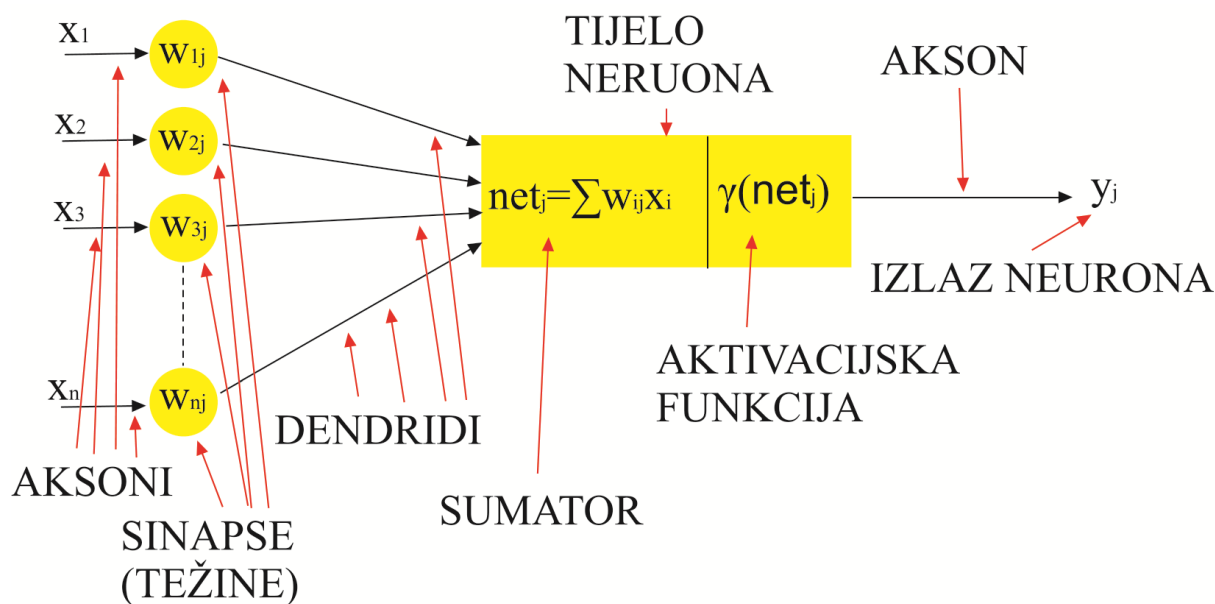 x1
w1j
x2
w2j
x3
w3j
xn
wnj
AKSONI
SINAPSE
(TEŽINE)
DENDRIDI
TIJELO
NERUONA
netj=∑wijxi
γ(netj)
SUMATOR
AKTIVACIJSKA
FUNKCIJA
AKSON
yj
IZLAZ NEURONA